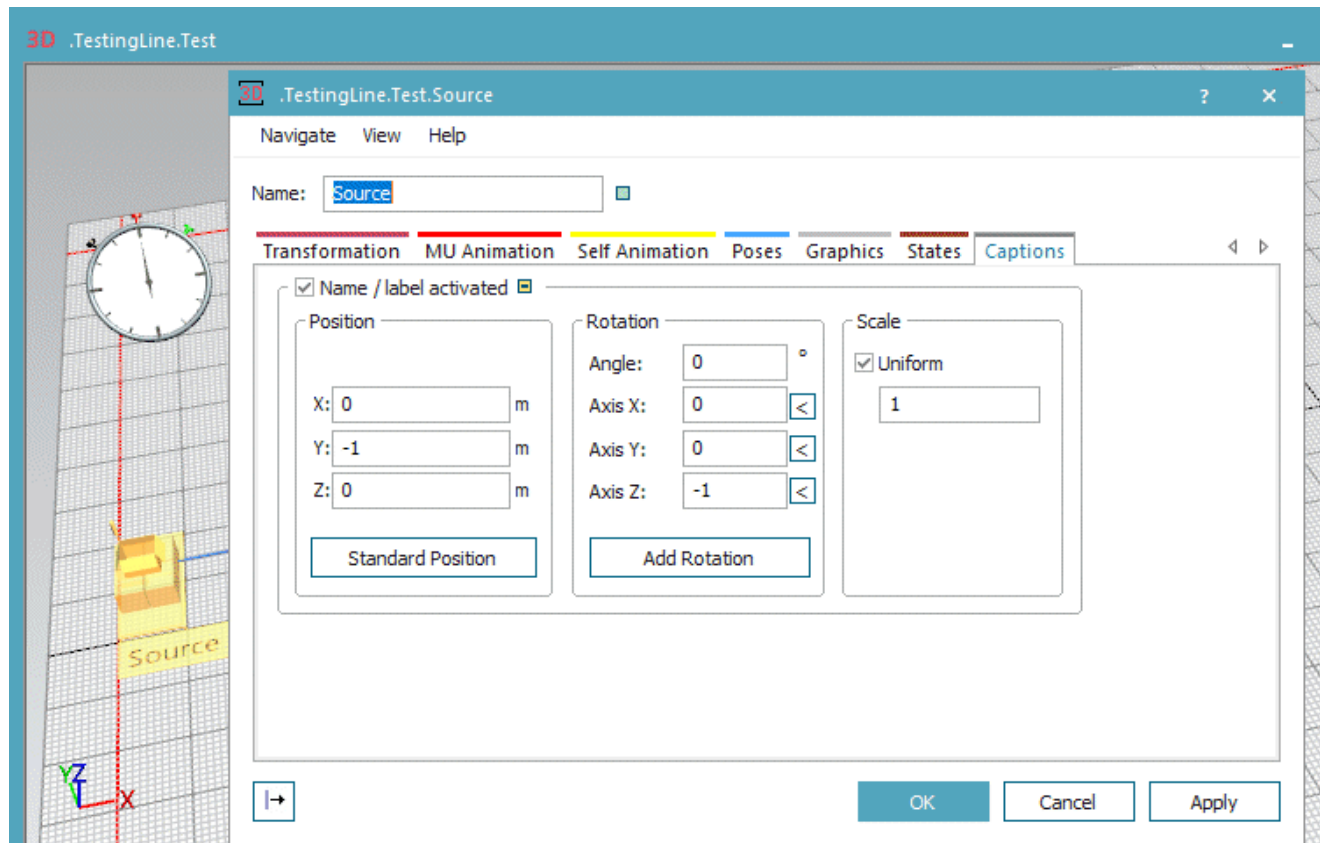 3D .TestingLine.Test
3D .TestingLine.Test.Source ? ×
Navigate View Help
Name: Source
Transformation MU Animation Self Animation Poses Graphics States Captions
Name / label activated
Position
X: 0 m
Y: -1 m
Z: 0 m
Standard Position
Rotation
Angle: 0 °
Axis X: 0 <
Axis Y: 0 <
Axis Z: -1 <
Add Rotation
Scale
Uniform
1
Source
YZ
X
OK Cancel Apply